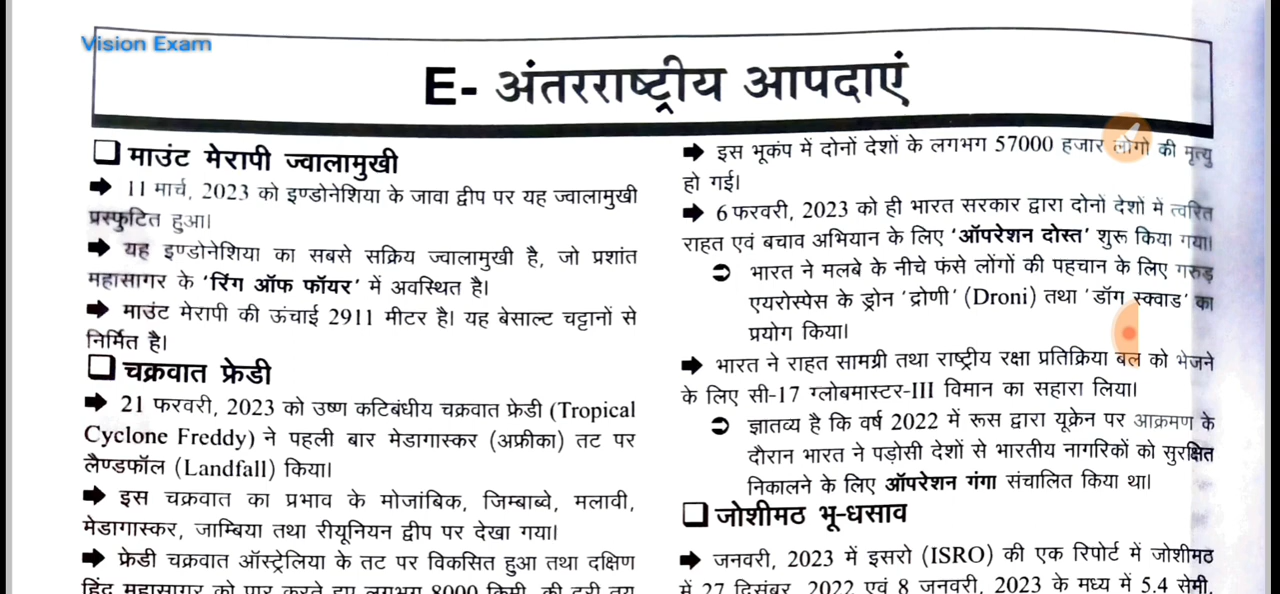 Vision Exam
E- अंतरराष्ट्रीय आपदाएं
❑ माउंट मेरापी ज्वालामुखी
➡ 11 मार्च, 2023 को इण्डोनेशिया के जावा द्वीप पर यह ज्वालामुखी
प्रस्फुटित हुआ।
➡ यह इण्डोनेशिया का सबसे सक्रिय ज्वालामुखी है, जो प्रशांत
महासागर के 'रिंग ऑफ फॉयर' में अवस्थित है।
➡ माउंट मेरापी की ऊंचाई 2911 मीटर है। यह बेसाल्ट चट्टानों से
निर्मित है।
❑ चक्रवात फ्रेडी
➡ 21 फरवरी, 2023 को उष्ण कटिबंधीय चक्रवात फ्रेडी (Tropical
Cyclone Freddy) ने पहली बार मेडागास्कर (अफ्रीका) तट पर
लैण्डफॉल (Landfall) किया।
➡ इस चक्रवात का प्रभाव के मोजांबिक, जिम्बाब्वे, मलावी,
मेडागास्कर, जाम्बिया तथा रीयूनियन द्वीप पर देखा गया।
➡ फ्रेडी चक्रवात ऑस्ट्रेलिया के तट पर विकसित हुआ तथा दक्षिण
हिंद महासागर को पार करते हुए लगभग 8000 किमी. की दूरी तय
➡ इस भूकंप में दोनों देशों के लगभग 57000 हजार लोगो की मृत्यु
हो गई।
➡ 6 फरवरी, 2023 को ही भारत सरकार द्वारा दोनों देशों में त्वरित
राहत एवं बचाव अभियान के लिए 'ऑपरेशन दोस्त' शुरू किया गया।
➲ भारत ने मलबे के नीचे फंसे लोंगों की पहचान के लिए गरुड़
एयरोस्पेस के ड्रोन 'द्रोणी' (Droni) तथा 'डॉग स्क्वाड' का
प्रयोग किया।
➡ भारत ने राहत सामग्री तथा राष्ट्रीय रक्षा प्रतिक्रिया बल को भेजने
के लिए सी-17 ग्लोबमास्टर-III विमान का सहारा लिया।
➲ ज्ञातव्य है कि वर्ष 2022 में रूस द्वारा यूक्रेन पर आक्रमण के
दौरान भारत ने पड़ोसी देशों से भारतीय नागरिकों को सुरक्षित
निकालने के लिए ऑपरेशन गंगा संचालित किया था।
❑ जोशीमठ भू-धसाव
➡ जनवरी, 2023 में इसरो (ISRO) की एक रिपोर्ट में जोशीमठ
में 27 दिसंबर, 2022 एवं 8 जनवरी, 2023 के मध्य में 5.4 सेमी.